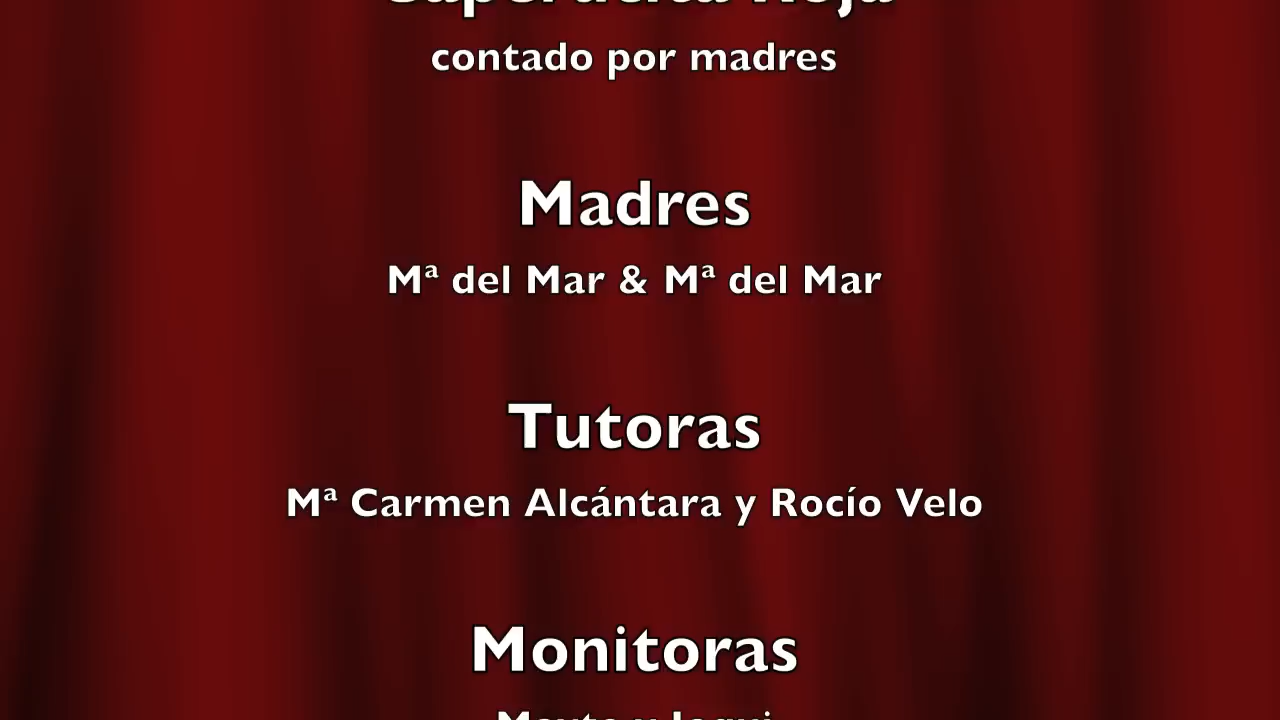 contado por madres
Madres
Mª del Mar & Mª del Mar
Tutoras
Mª Carmen Alcántara y Rocío Velo
Monitoras